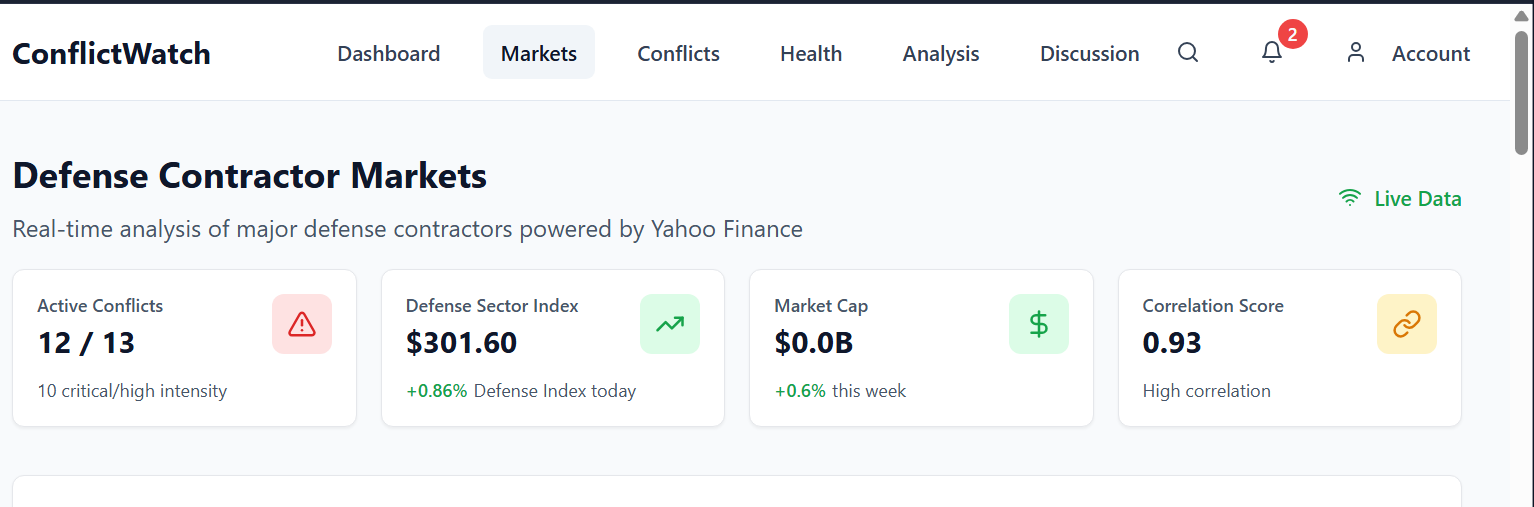 ConflictWatch Dashboard Markets Conflicts Health Analysis Discussion 2 Account
Defense Contractor Markets
Live Data
Real-time analysis of major defense contractors powered by Yahoo Finance
Active Conflicts
12 / 13
10 critical/high intensity
Defense Sector Index
$301.60
+0.86% Defense Index today
Market Cap
$0.0B
+0.6% this week
Correlation Score
0.93
High correlation